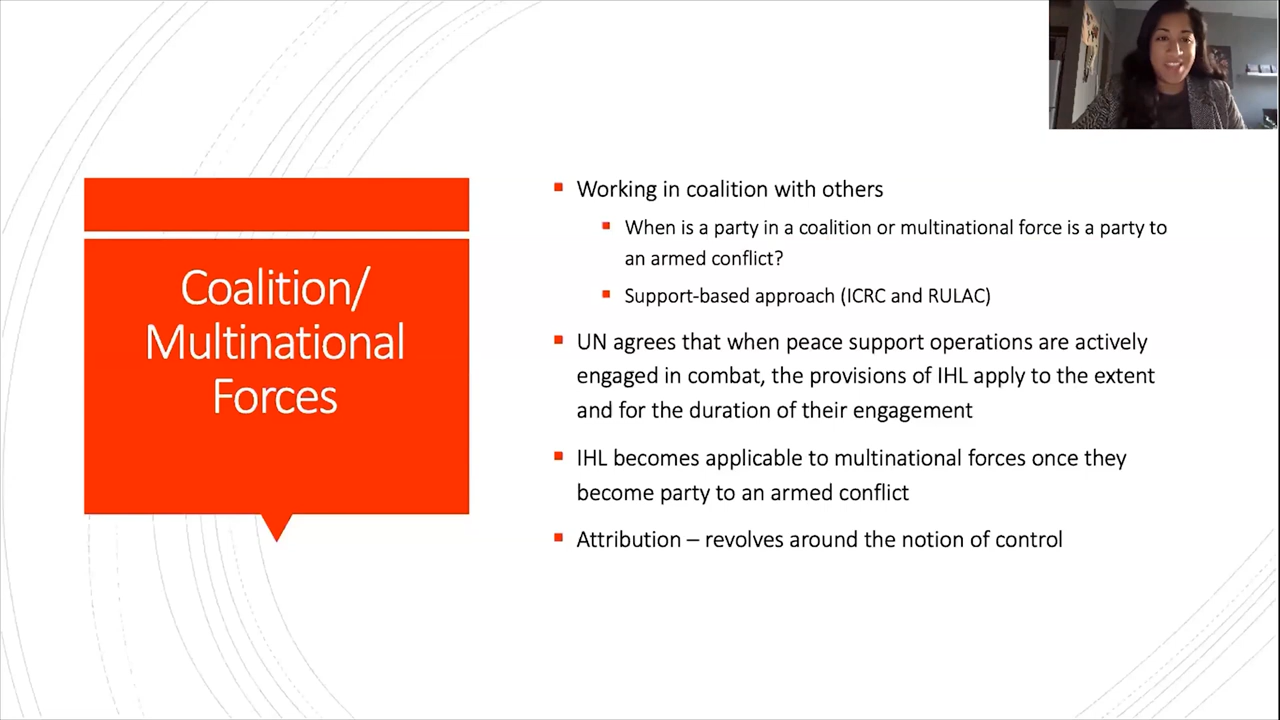 Coalition/
Multinational
Forces
Working in coalition with others
When is a party in a coalition or multinational force is a party to
an armed conflict?
Support-based approach (ICRC and RULAC)
UN agrees that when peace support operations are actively
engaged in combat, the provisions of IHL apply to the extent
and for the duration of their engagement
IHL becomes applicable to multinational forces once they
become party to an armed conflict
Attribution – revolves around the notion of control